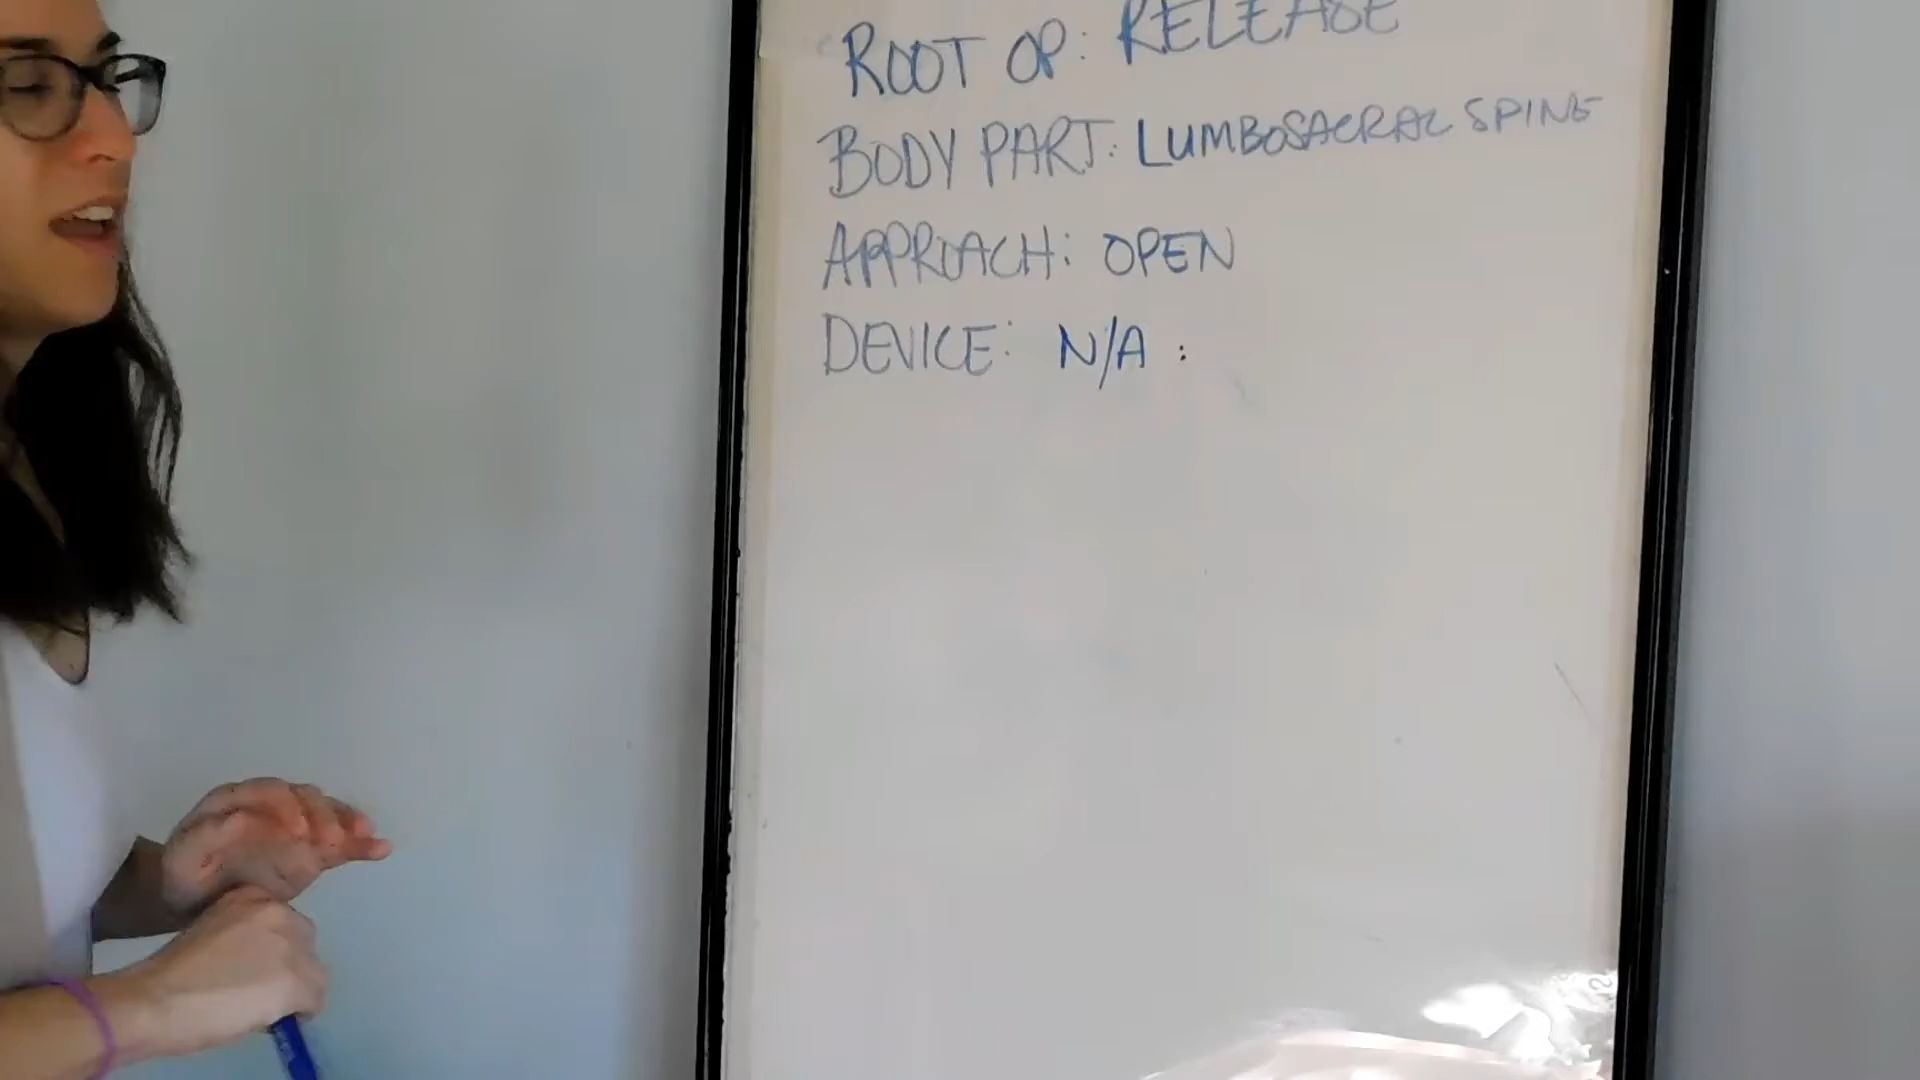 ROOT OP: RELEASE
BODY PART: LUMBOSACRAL SPINE
APPROACH: OPEN
DEVICE: N/A :